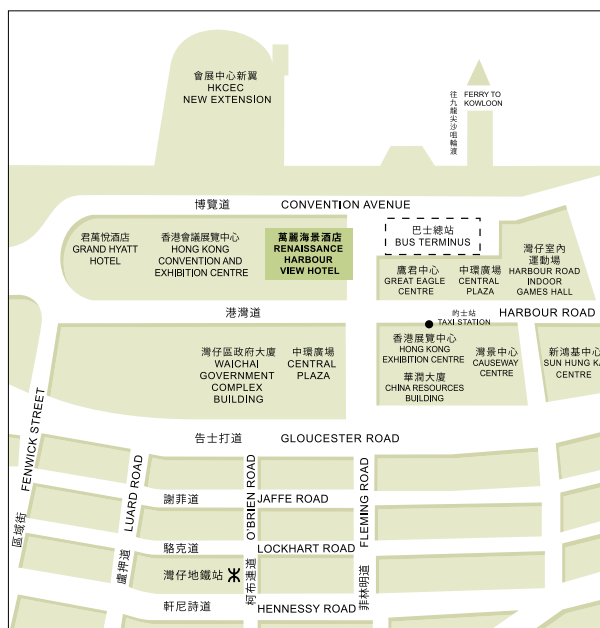 會展中心新翼
HKCEC
NEW EXTENSION
往九龍尖沙咀輪渡
FERRY TO
KOWLOON
博覽道
CONVENTION AVENUE
君萬悅酒店
GRAND HYATT
HOTEL
香港會議展覽中心
HONG KONG
CONVENTION AND
EXHIBITION CENTRE
萬麗海景酒店
RENAISSANCE
HARBOUR
VIEW HOTEL
巴士總站
BUS TERMINUS
鷹君中心
GREAT EAGLE
CENTRE
中環廣場
CENTRAL
PLAZA
灣仔室內
運動場
HARBOUR ROAD
INDOOR
GAMES HALL
港灣道
的士站
TAXI STATION
HARBOUR ROAD
灣仔區政府大廈
WAICHAI
GOVERNMENT
COMPLEX
BUILDING
中環廣場
CENTRAL
PLAZA
香港展覽中心
HONG KONG
EXHIBITION CENTRE
華潤大廈
CHINA RESOURCES
BUILDING
灣景中心
CAUSEWAY
CENTRE
新鴻基中心
SUN HUNG KA
CENTRE
告士打道
GLOUCESTER ROAD
FENWICK STREET
區域街
LUARD ROAD
盧押道
O'BRIEN ROAD
柯布連道
FLEMING ROAD
菲林明道
謝菲道
JAFFE ROAD
駱克道
LOCKHART ROAD
灣仔地鐵站
軒尼詩道
HENNESSY ROAD